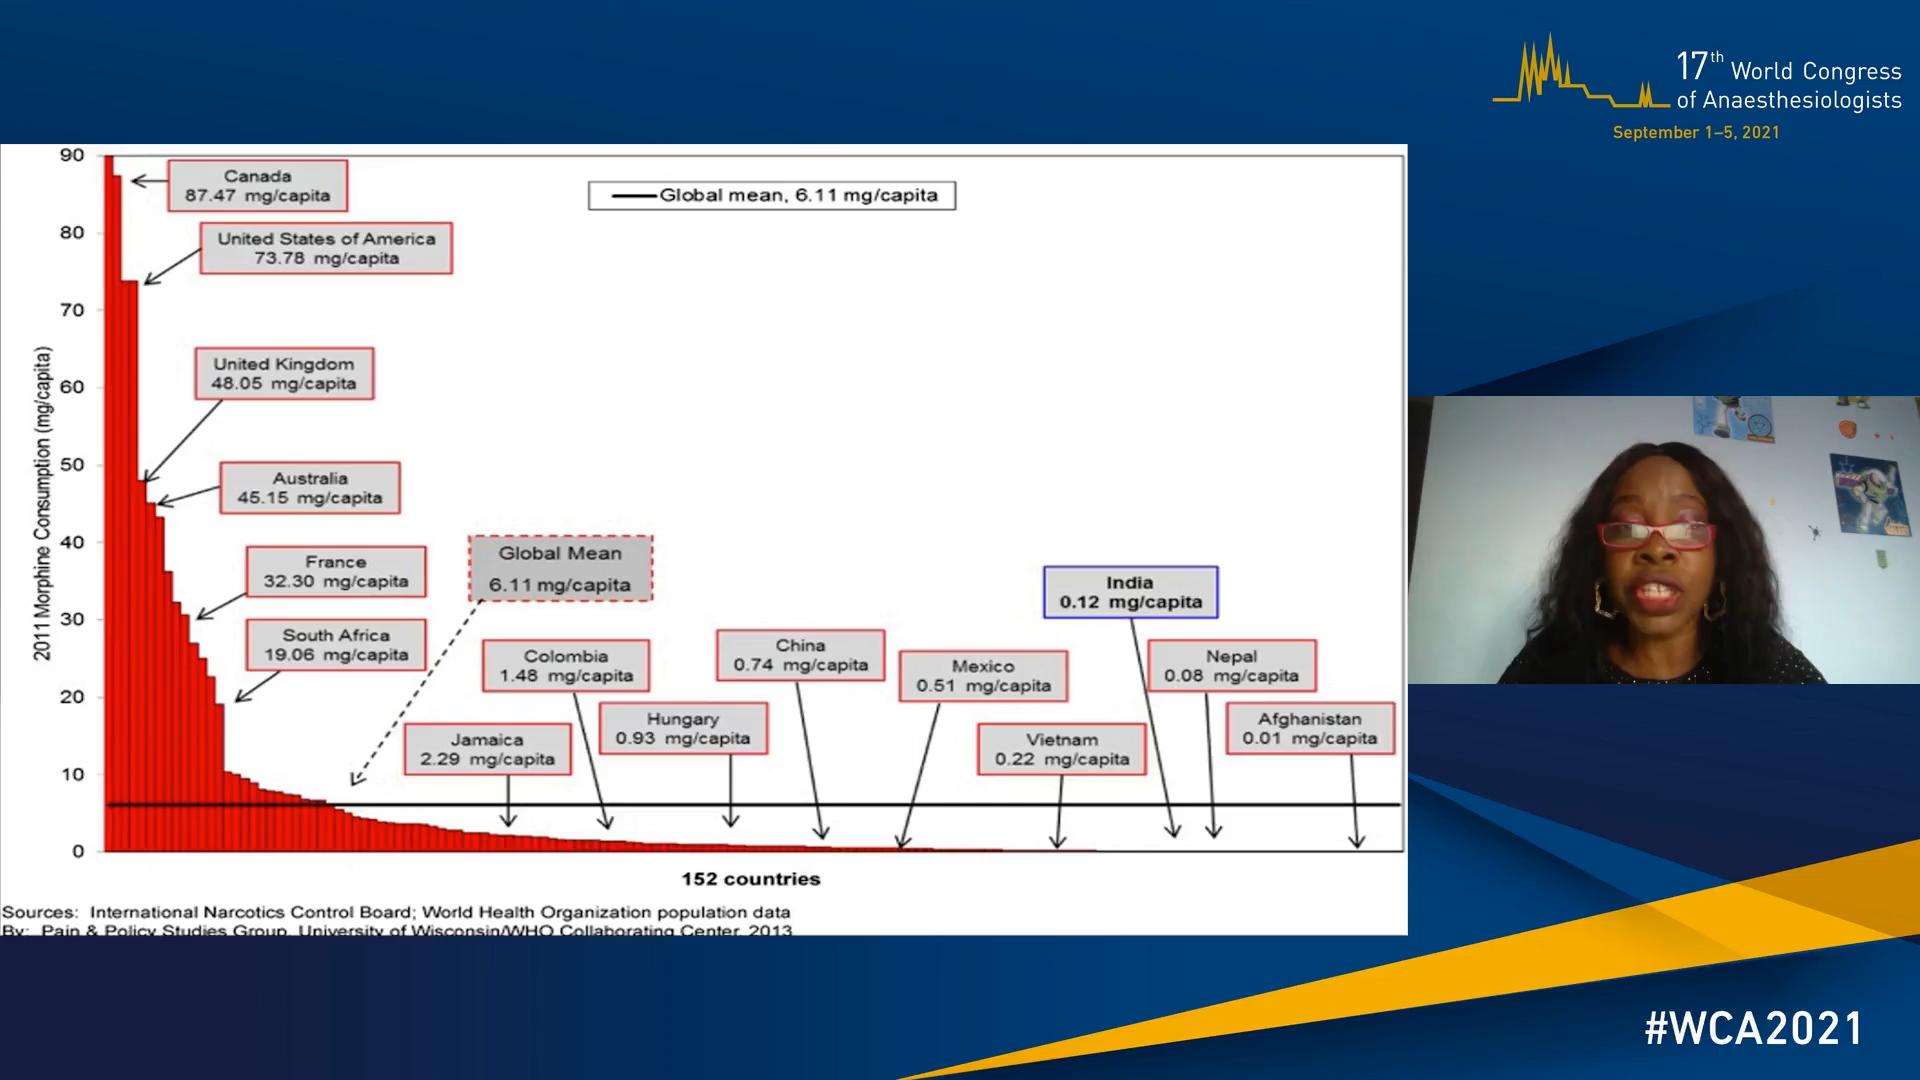 17th World Congress
of Anaesthesiologists
September 1–5, 2021
90
80
70
60
50
40
30
20
10
0
2011 Morphine Consumption (mg/capita)
Canada
87.47 mg/capita
Global mean, 6.11 mg/capita
United States of America
73.78 mg/capita
United Kingdom
48.05 mg/capita
Australia
45.15 mg/capita
France
32.30 mg/capita
South Africa
19.06 mg/capita
Global Mean
6.11 mg/capita
Jamaica
2.29 mg/capita
Colombia
1.48 mg/capita
Hungary
0.93 mg/capita
China
0.74 mg/capita
Mexico
0.51 mg/capita
Vietnam
0.22 mg/capita
India
0.12 mg/capita
Nepal
0.08 mg/capita
Afghanistan
0.01 mg/capita
152 countries
Sources: International Narcotics Control Board; World Health Organization population data
By: Pain & Policy Studies Group, University of Wisconsin/WHO Collaborating Center, 2013
#WCA2021